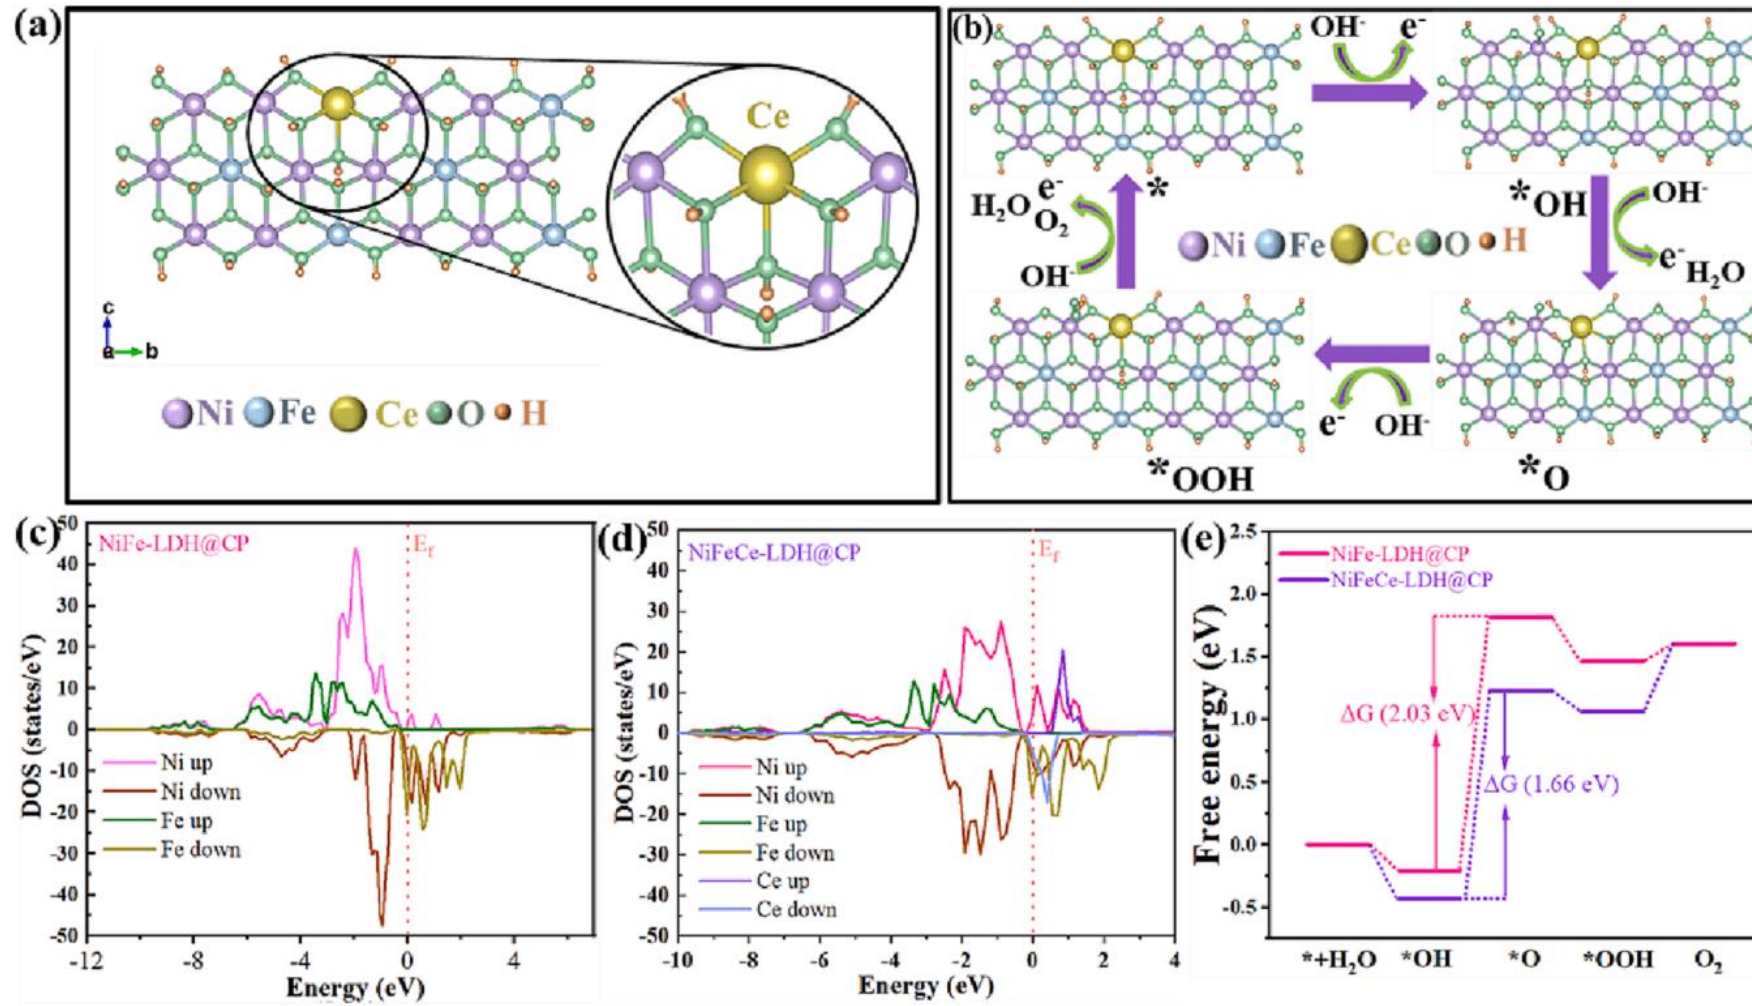 (a)
Ce
c
a b
Ni Fe Ce O H
(b)
OH- e-
*
*OH
OH-
e- H2O
e-
H2O
O2
OH-
Ni Fe Ce O H
e- OH-
*OOH
*O
(c)
NiFe-LDH@CP
Ef
50
40
30
20
10
0
-10
-20
-30
-40
-50
DOS (states/eV)
Ni up
Ni down
Fe up
Fe down
-12 -8 -4 0 4
Energy (eV)
(d)
NiFeCe-LDH@CP
Ef
50
40
30
20
10
0
-10
-20
-30
-40
-50
DOS (states/eV)
Ni up
Ni down
Fe up
Fe down
Ce up
Ce down
-10 -8 -6 -4 -2 0 2 4
Energy (eV)
(e)
NiFe-LDH@CP
NiFeCe-LDH@CP
2.5
2.0
1.5
1.0
0.5
0.0
-0.5
Free energy (eV)
ΔG (2.03 eV)
ΔG (1.66 eV)
*+H2O *OH *O *OOH O2